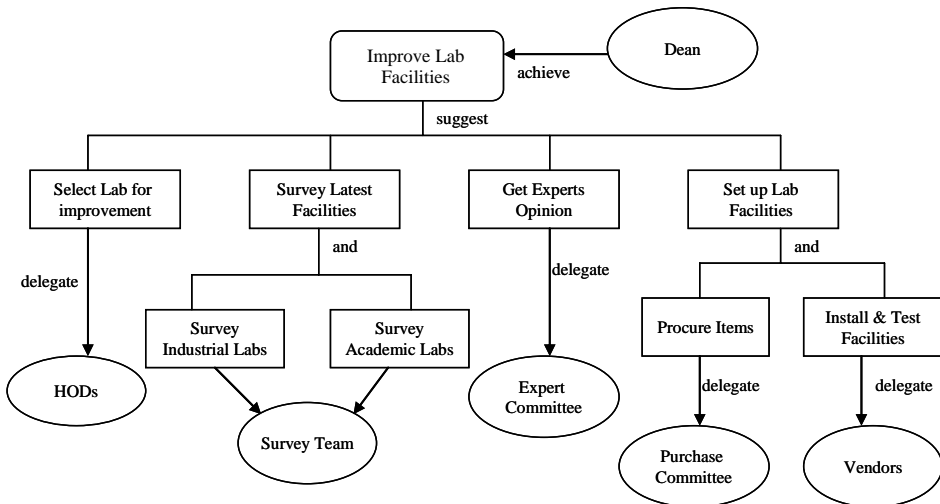 Improve Lab
Facilities
Dean
achieve
suggest
Select Lab for
improvement
Survey Latest
Facilities
Get Experts
Opinion
Set up Lab
Facilities
and
and
delegate
delegate
Survey
Industrial Labs
Survey
Academic Labs
Procure Items
Install & Test
Facilities
HODs
Expert
Committee
delegate
delegate
Survey Team
Purchase
Committee
Vendors